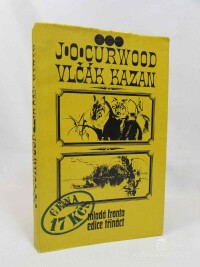 J•O•CURWOOD
VLČÁK KAZAN
CENA
17 Kčs
mladá fronta
edice třináct